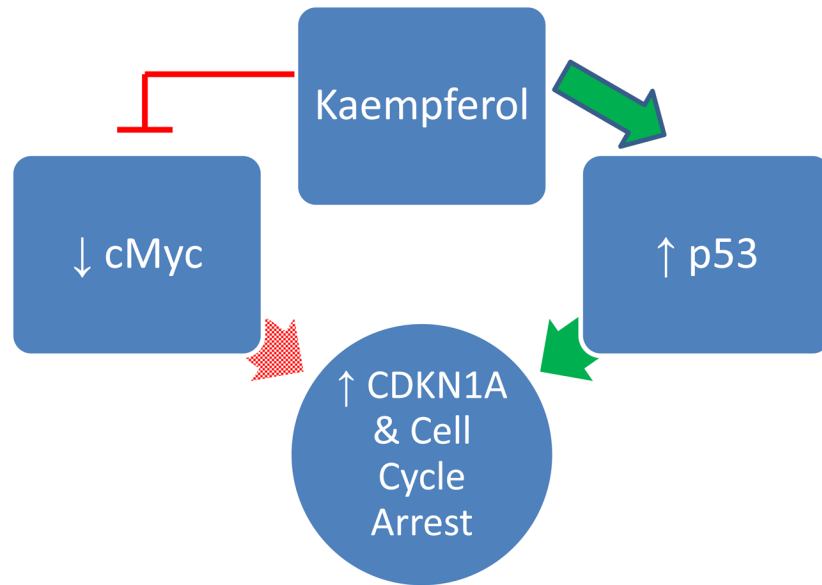 Kaempferol
↓ cMyc
↑ p53
↑ CDKN1A
& Cell
Cycle
Arrest